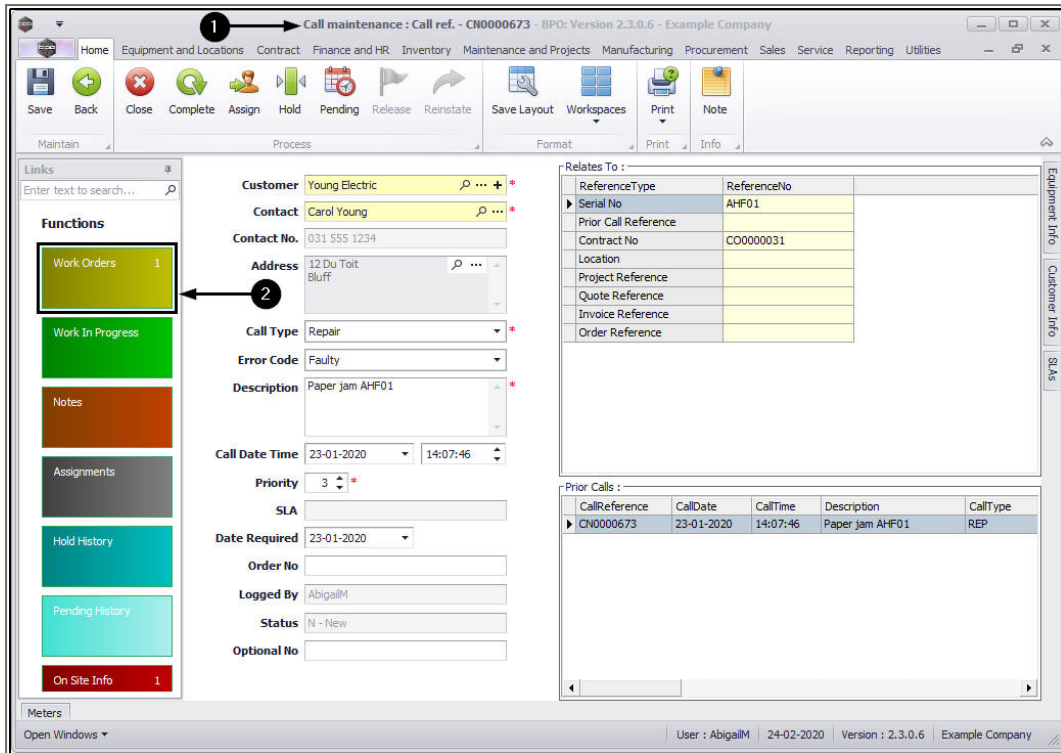 1
Call maintenance : Call ref. - CN0000673 - BPO: Version 2.3.0.6 - Example Company
BPO
Home Equipment and Locations Contract Finance and HR Inventory Maintenance and Projects Manufacturing Procurement Sales Service Reporting Utilities
Save Back Close Complete Assign Hold Pending Release Reinstate Save Layout Workspaces Print Note
Maintain Process Format Print Info
Links
Enter text to search...
Functions
Work Orders 1
2
Work In Progress
Notes
Assignments
Hold History
Pending History
On Site Info 1
Customer Young Electric *
Contact Carol Young *
Contact No. 031 555 1234
Address 12 Du Toit
Bluff
Call Type Repair *
Error Code Faulty
Description Paper jam AHF01 *
Call Date Time 23-01-2020 14:07:46
Priority 3 *
SLA
Date Required 23-01-2020
Order No
Logged By AbigailM
Status N - New
Optional No
Relates To :
ReferenceType ReferenceNo
Serial No AHF01
Prior Call Reference
Contract No CO0000031
Location
Project Reference
Quote Reference
Invoice Reference
Order Reference
Prior Calls :
CallReference CallDate CallTime Description CallType
CN0000673 23-01-2020 14:07:46 Paper jam AHF01 REP
Equipment Info
Customer Info
SLAs
Meters
Open Windows User : AbigailM 24-02-2020 Version : 2.3.0.6 Example Company